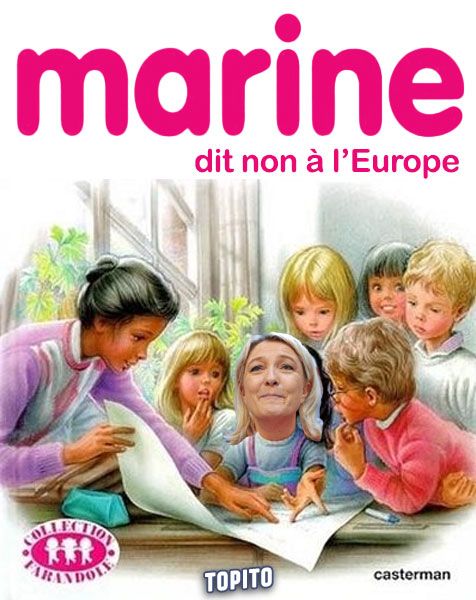 marine
dit non à l'Europe
COLLECTION
FARANDOLE
TOPITO
casterman